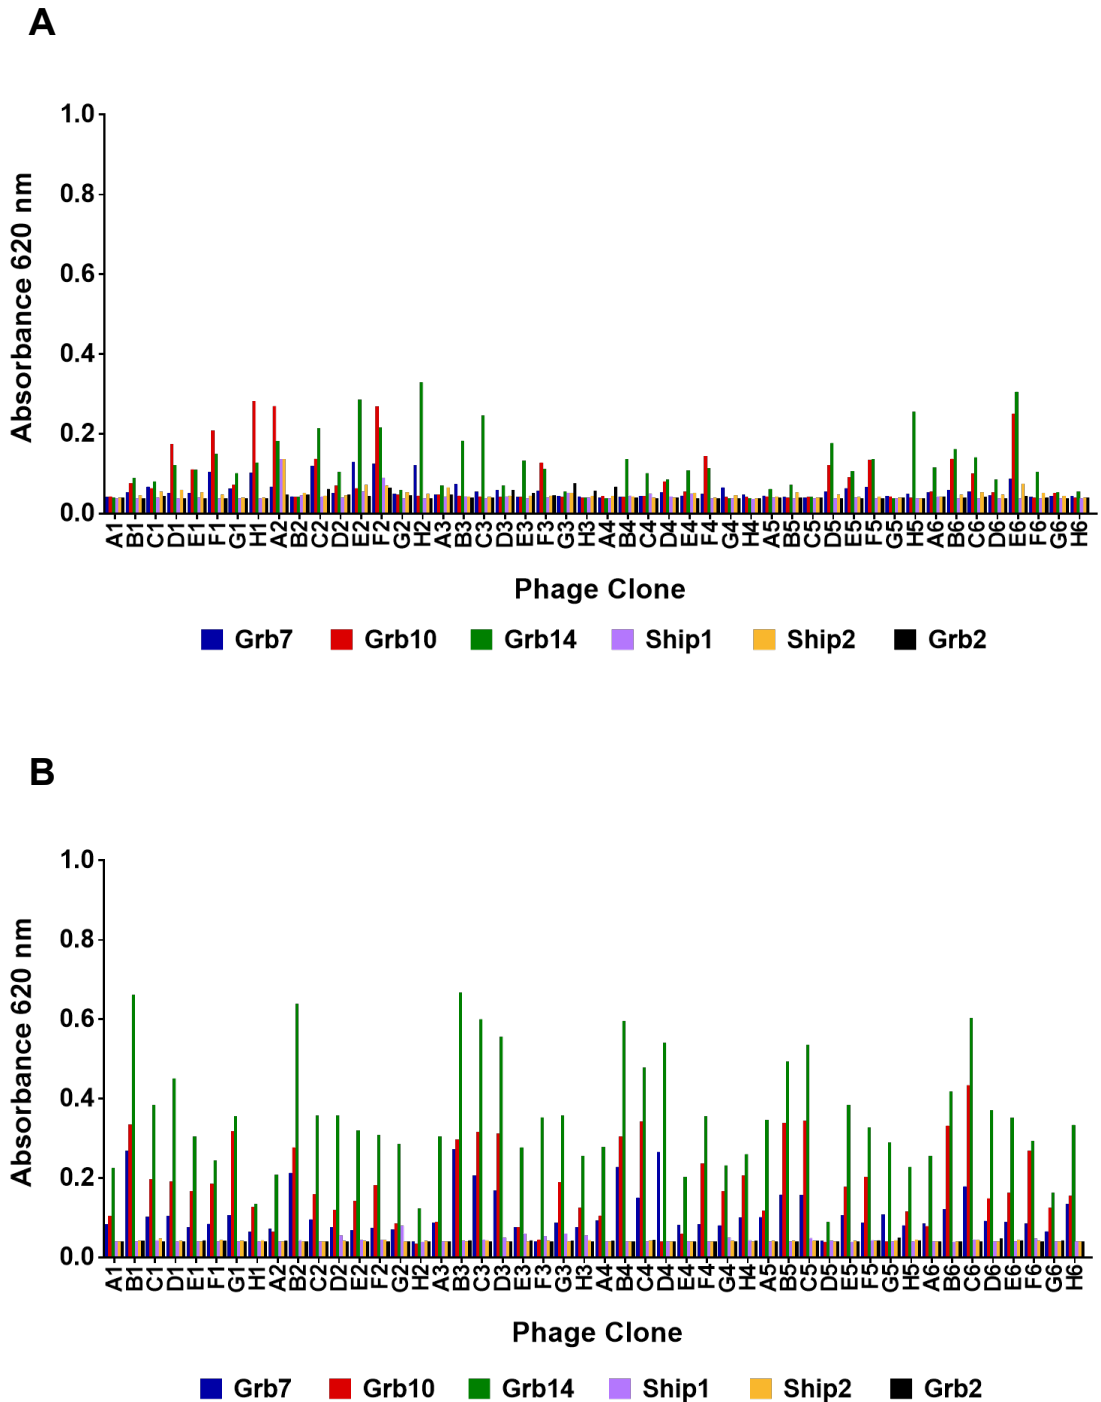 A
1.0
0.8
0.6
0.4
0.2
0.0
Absorbance 620 nm
A1 B1 C1 D1 E1 F1 G1 H1 A2 B2 C2 D2 E2 F2 G2 H2 A3 B3 C3 D3 E3 F3 G3 H3 A4 B4 C4 D4 E4 F4 G4 H4 A5 B5 C5 D5 E5 F5 G5 H5 A6 B6 C6 D6 E6 F6 G6 H6
Phage Clone
Grb7 Grb10 Grb14 Ship1 Ship2 Grb2
B
1.0
0.8
0.6
0.4
0.2
0.0
Absorbance 620 nm
A1 B1 C1 D1 E1 F1 G1 H1 A2 B2 C2 D2 E2 F2 G2 H2 A3 B3 C3 D3 E3 F3 G3 H3 A4 B4 C4 D4 E4 F4 G4 H4 A5 B5 C5 D5 E5 F5 G5 H5 A6 B6 C6 D6 E6 F6 G6 H6
Phage Clone
Grb7 Grb10 Grb14 Ship1 Ship2 Grb2